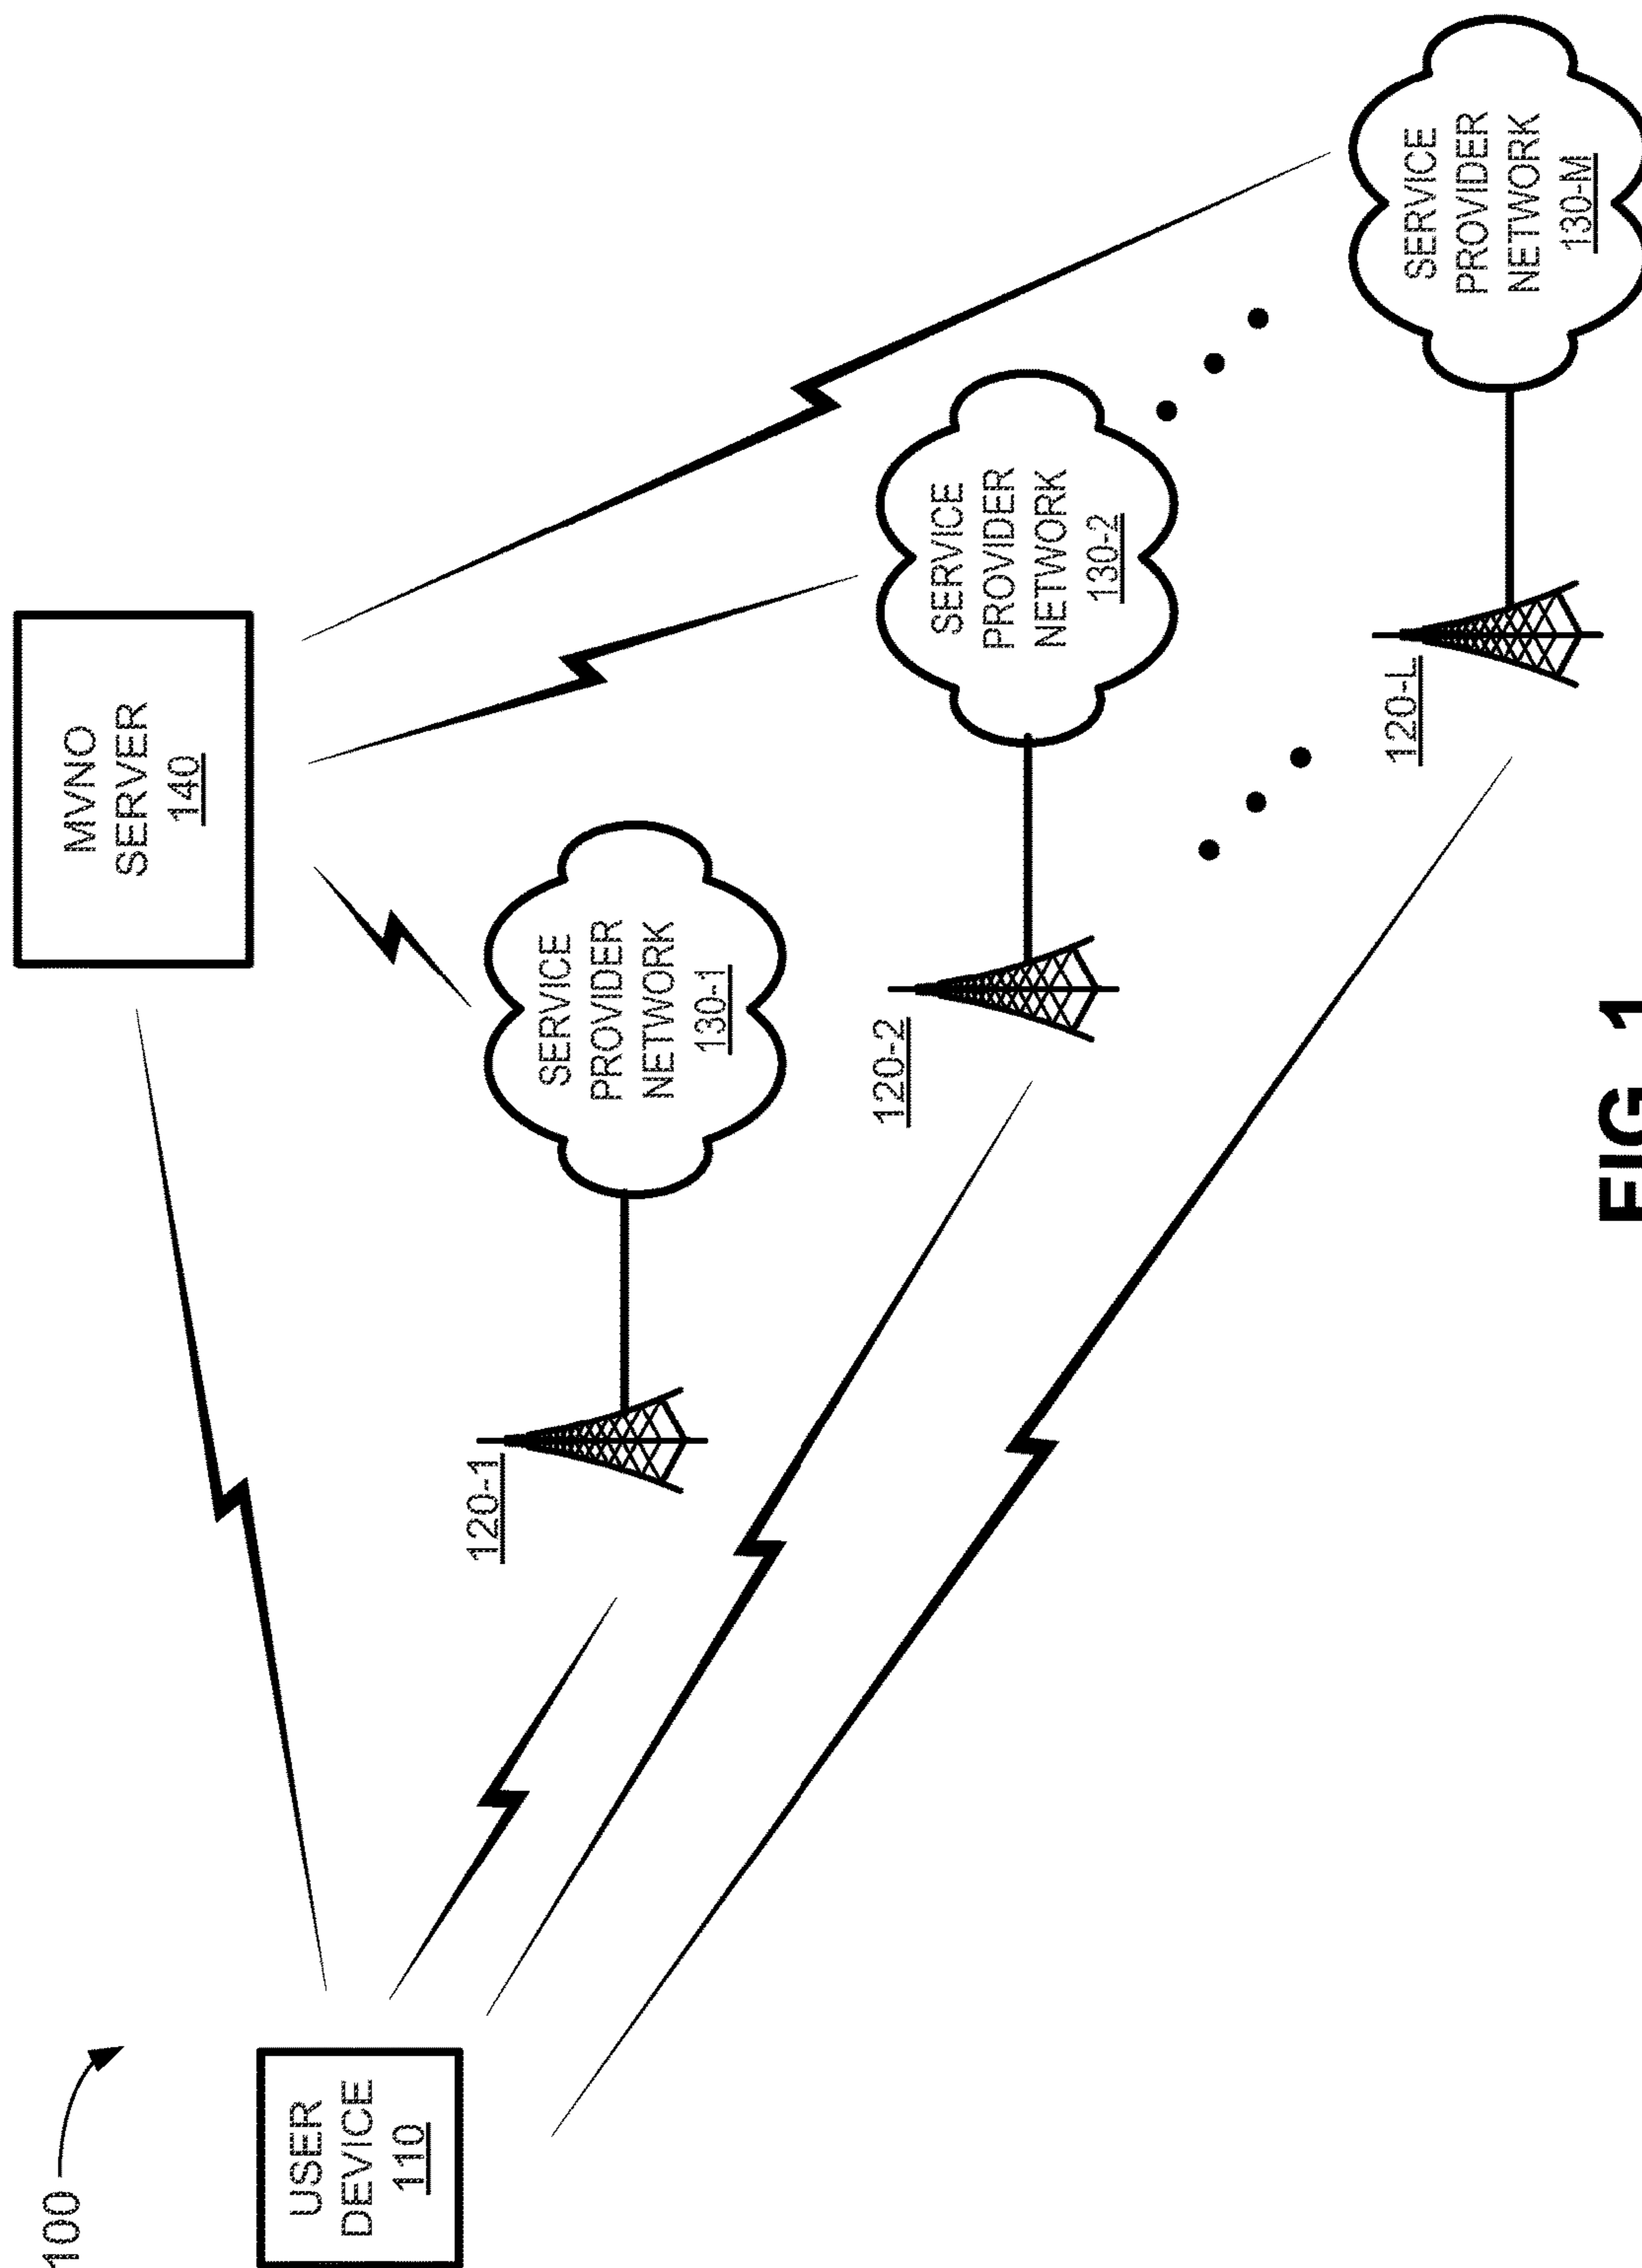 100
USER
DEVICE
110
MVNO
SERVER
140
120-1
SERVICE
PROVIDER
NETWORK
130-1
120-2
SERVICE
PROVIDER
NETWORK
130-2
120-L
SERVICE
PROVIDER
NETWORK
130-M
FIG. 1